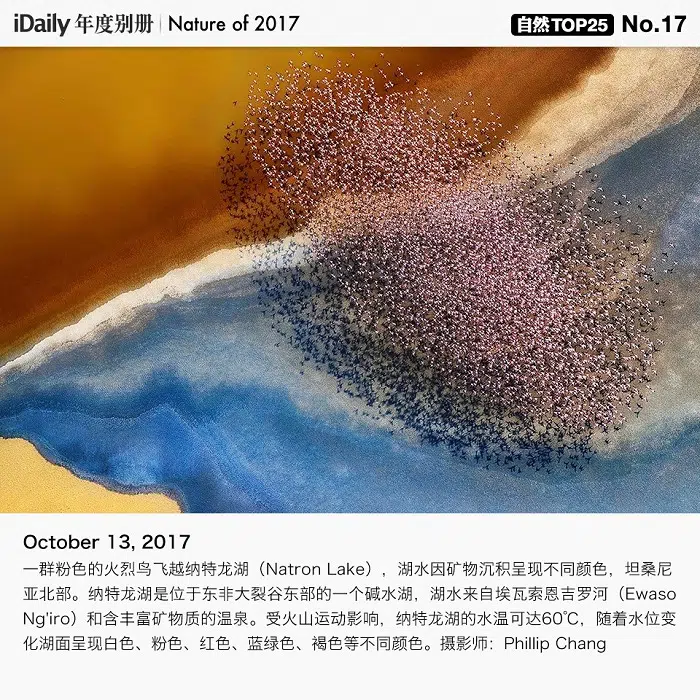 iDaily 年度别册 | Nature of 2017
自然TOP25 No.17
October 13, 2017
一群粉色的火烈鸟飞越纳特龙湖（Natron Lake），湖水因矿物沉积呈现不同颜色，坦桑尼
亚北部。纳特龙湖是位于东非大裂谷东部的一个碱水湖，湖水来自埃瓦索恩吉罗河（Ewaso
Ng'iro）和含丰富矿物质的温泉。受火山运动影响，纳特龙湖的水温可达60℃，随着水位变
化湖面呈现白色、粉色、红色、蓝绿色、褐色等不同颜色。摄影师：Phillip Chang